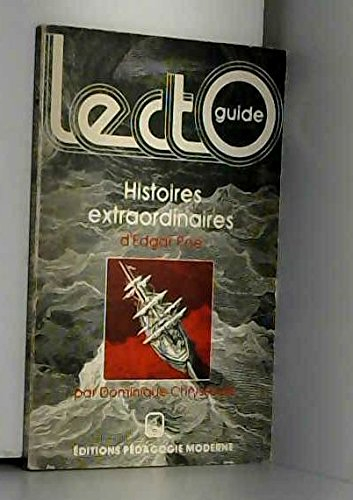 lectO
guide
Histoires
extraordinaires
d'Edgar Poe
par Dominique
ÉDITIONS PÉDAGOGIE MODERNE